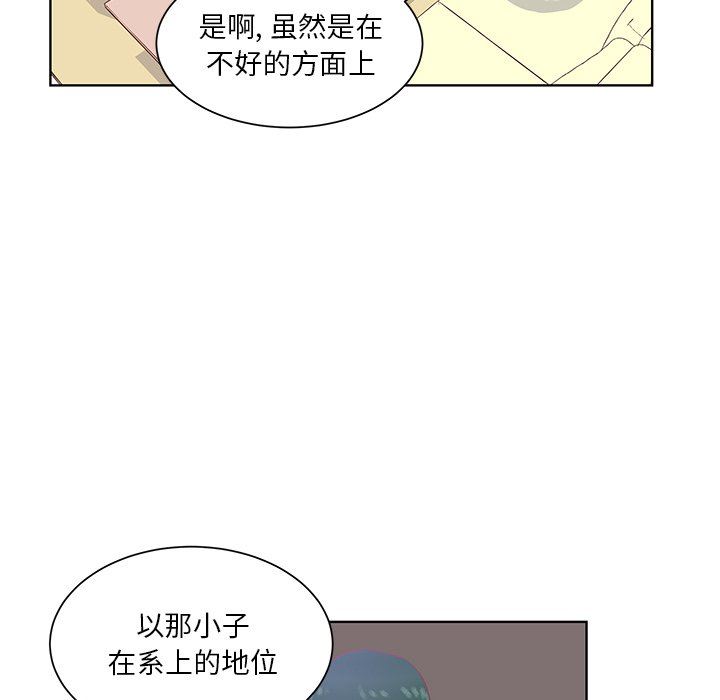 是啊, 虽然是在
不好的方面上
以那小子
在系上的地位